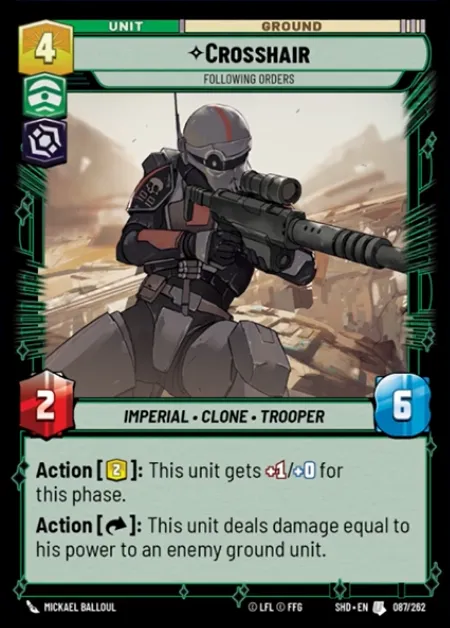 UNIT GROUND
4
✧CROSSHAIR
FOLLOWING ORDERS
2
IMPERIAL • CLONE • TROOPER
6
Action [2]: This unit gets +1/+0 for
this phase.
Action [↷]: This unit deals damage equal to
his power to an enemy ground unit.
MICKAEL BALLOUL ⓘ LFL © FFG SHD • EN 087/262